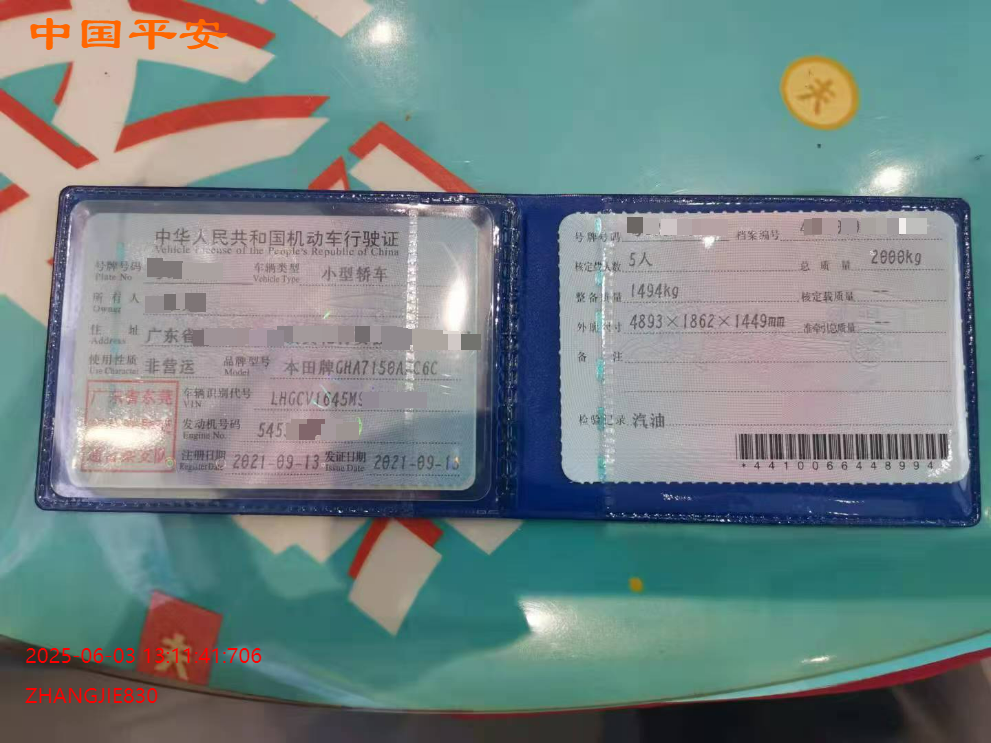 中国平安
中华人民共和国机动车行驶证
Vehicle License of the People's Republic of China
号牌号码
Plate No
车辆类型
Vehicle Type
小型轿车
所有人
Owner
住址
Address
广东省
使用性质
Use Character
非营运
品牌型号
Model
本田牌GHA7150A C6C
广东省东莞
车辆识别代号
VIN
LHGCV1645MS
发动机号码
Engine No.
545
注册日期
Register Date
2021-09-13
发证日期
Issue Date
2021-09-13
号牌号码
档案编号
核定载人数
5人
总质量
2000kg
整备质量
1494kg
核定载质量
--
外廓尺寸
4893×1862×1449mm
准牵引总质量
--
备注
检验记录
汽油
*4410066448994
2025-06-03 13:11:41:706
ZHANGJIE830